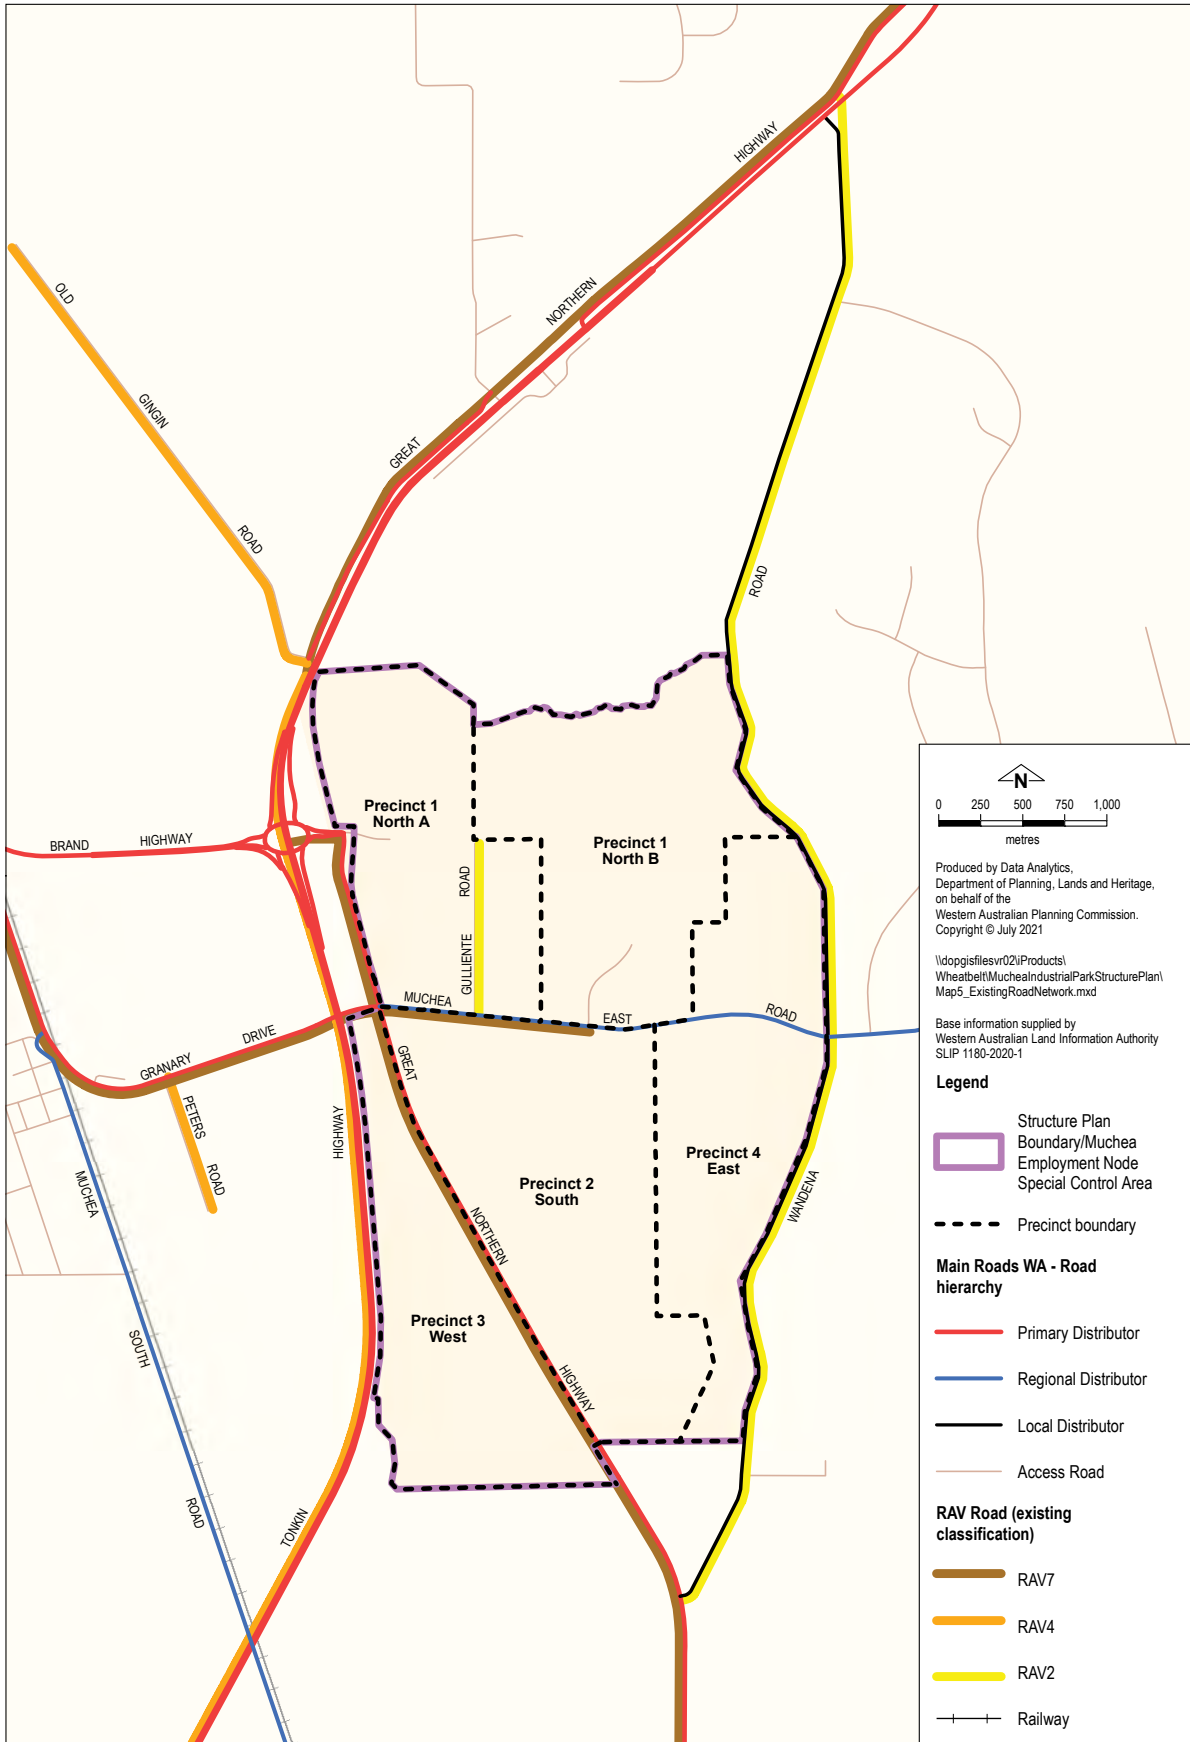 HIGHWAY
NORTHERN
GREAT
OLD
GINGIN
ROAD
ROAD
Precinct 1
North A
Precinct 1
North B
BRAND
HIGHWAY
ROAD
GULLIENTE
MUCHEA
EAST
ROAD
GRANARY
DRIVE
PETERS
ROAD
HIGHWAY
GREAT
MUCHEA
Precinct 4
East
Precinct 2
South
WANDENA
NORTHERN
Precinct 3
West
SOUTH
HIGHWAY
ROAD
TONKIN
N
0 250 500 750 1,000
metres
Produced by Data Analytics,
Department of Planning, Lands and Heritage,
on behalf of the
Western Australian Planning Commission.
Copyright © July 2021
\\dopgisfilesvr02\iProducts\
Wheatbelt\MucheaIndustrialParkStructurePlan\
Map5_ExistingRoadNetwork.mxd
Base information supplied by
Western Australian Land Information Authority
SLIP 1180-2020-1
Legend
Structure Plan
Boundary/Muchea
Employment Node
Special Control Area
Precinct boundary
Main Roads WA - Road
hierarchy
Primary Distributor
Regional Distributor
Local Distributor
Access Road
RAV Road (existing
classification)
RAV7
RAV4
RAV2
Railway